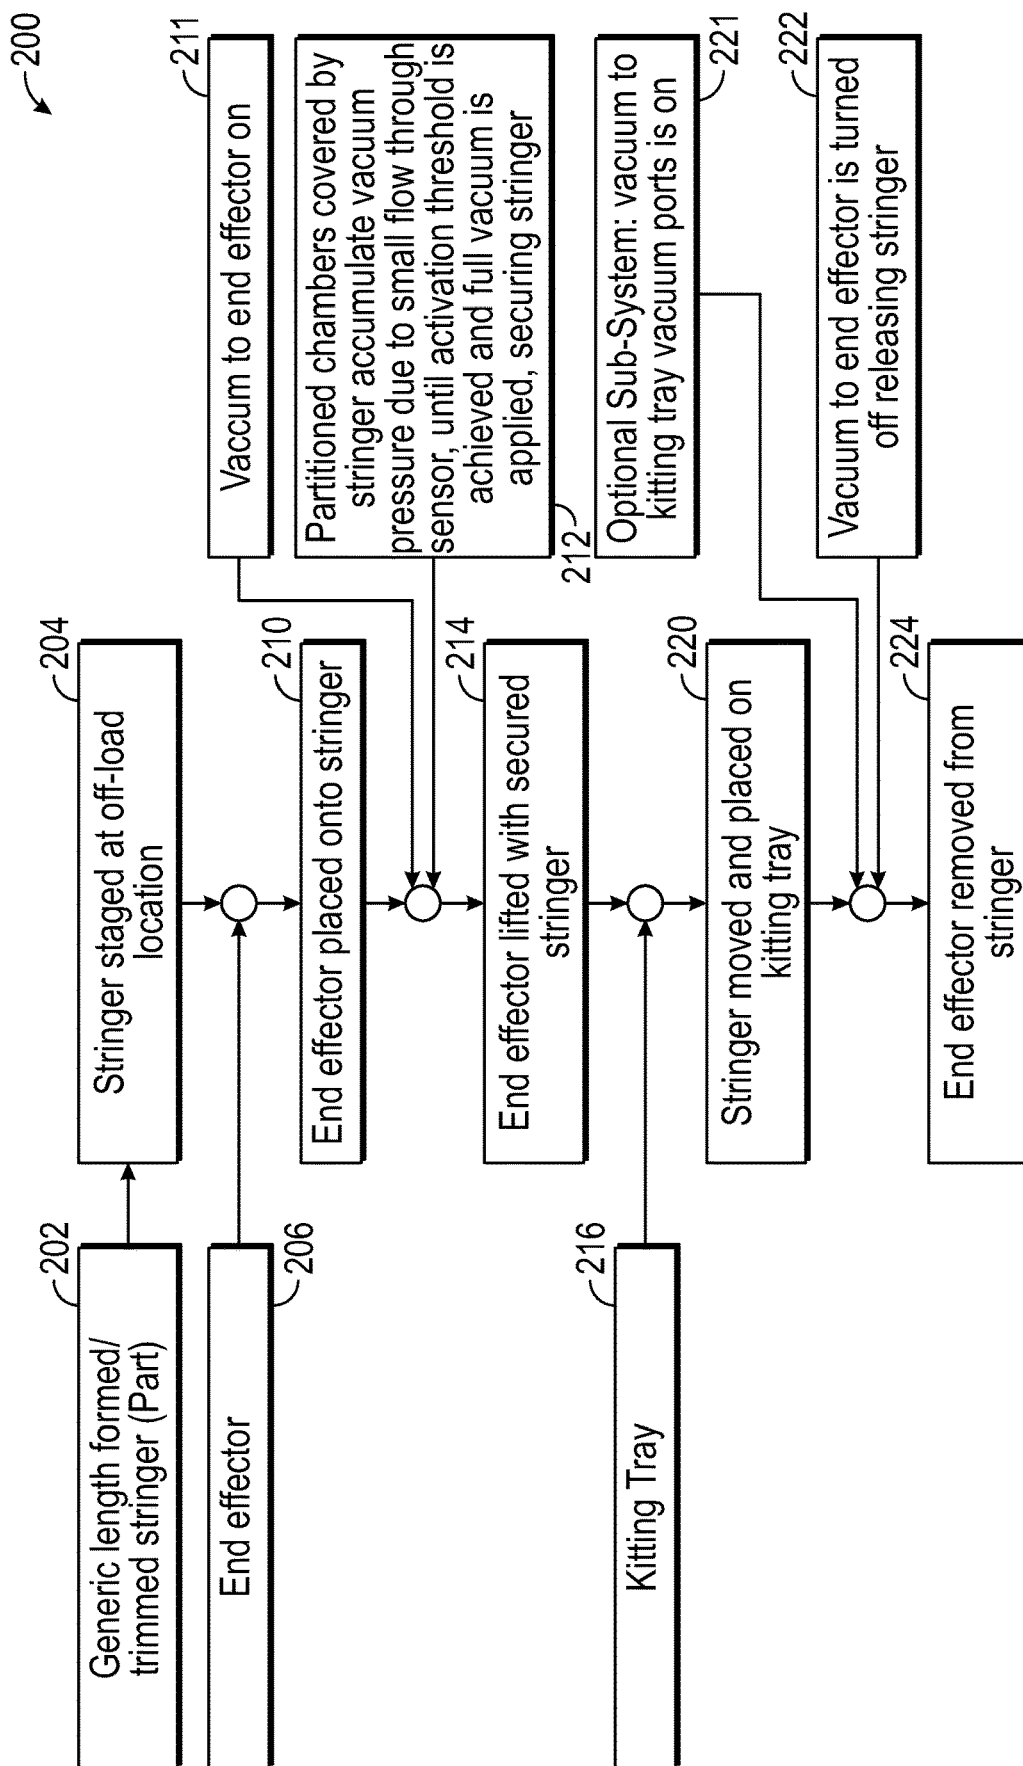 200
202
Generic length formed/
trimmed stringer (Part)
204
Stringer staged at off-load
location
206
End effector
210
End effector placed onto stringer
211
Vaccum to end effector on
212
Partitioned chambers covered by
stringer accumulate vacuum
pressure due to small flow through
sensor, until activation threshold is
achieved and full vacuum is
applied, securing stringer
214
End effector lifted with secured
stringer
216
Kitting Tray
220
Stringer moved and placed on
kitting tray
221
Optional Sub-System: vacuum to
kitting tray vacuum ports is on
222
Vacuum to end effector is turned
off releasing stringer
224
End effector removed from
stringer